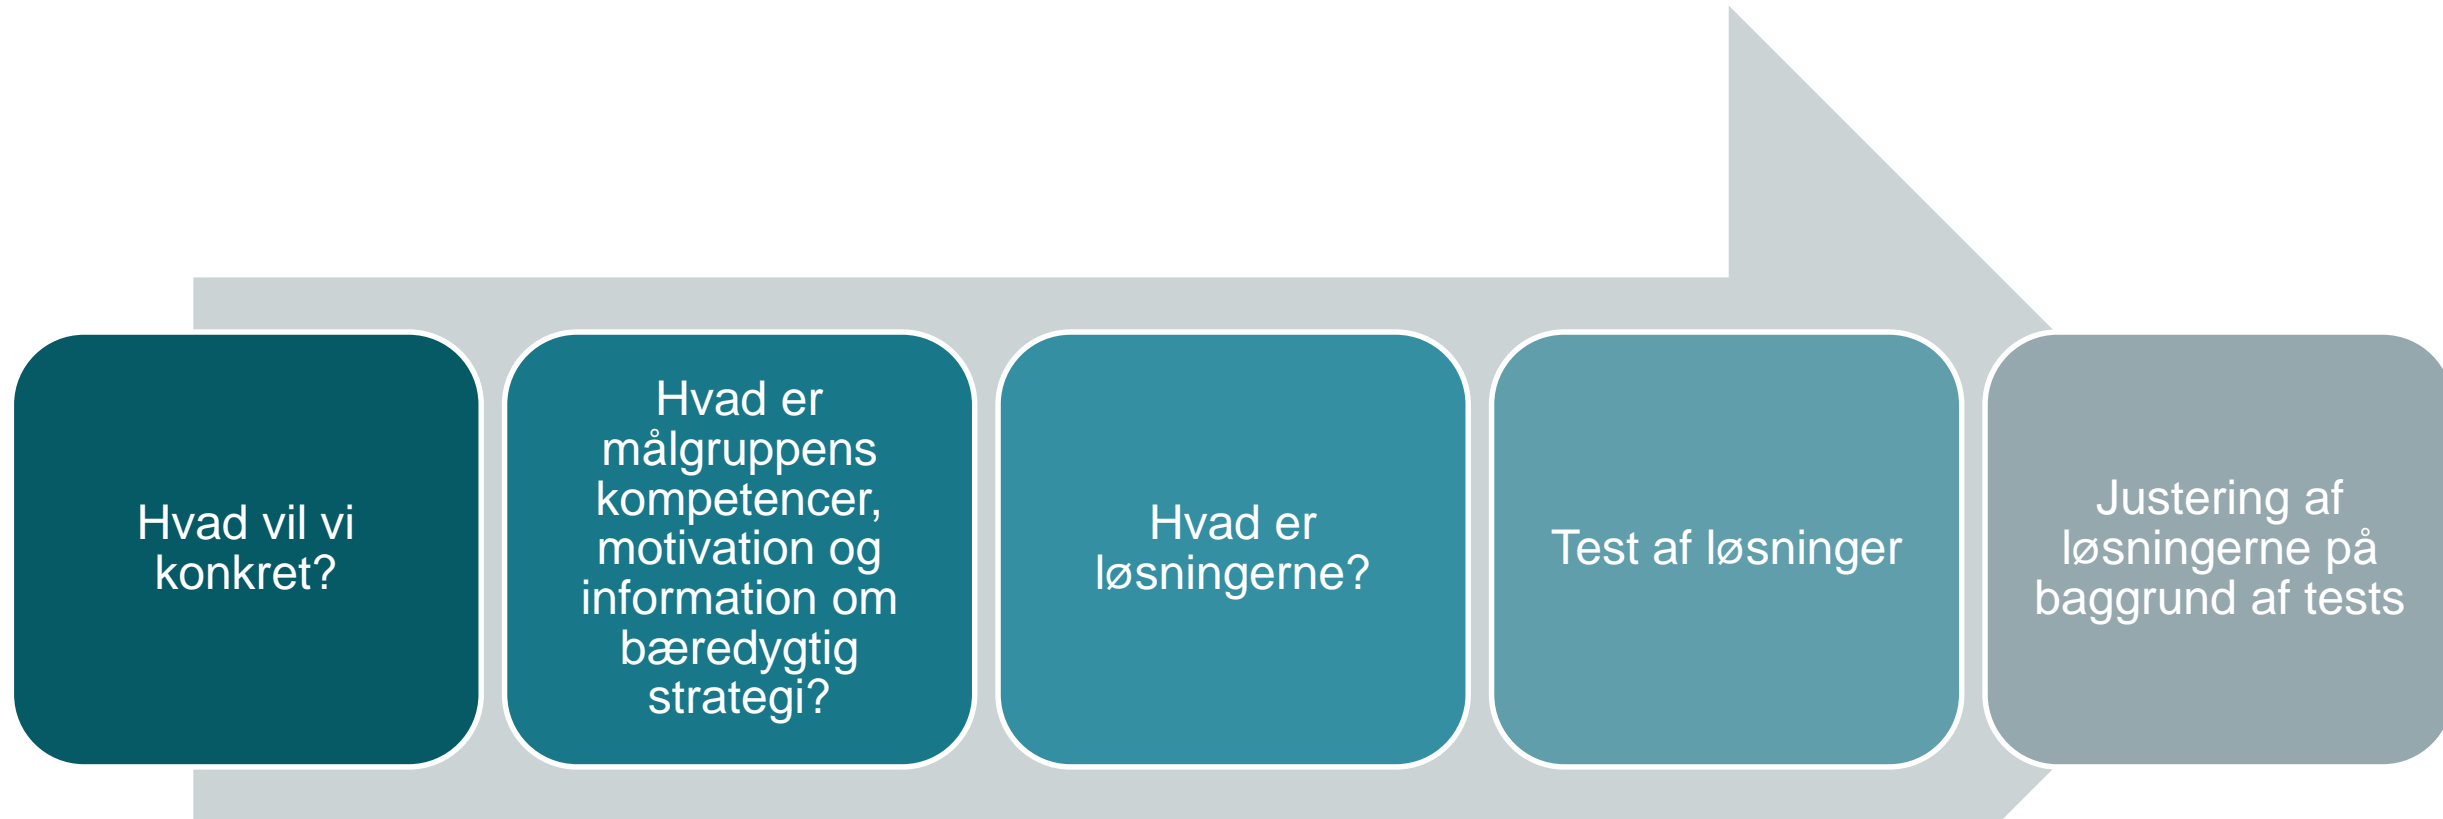 Hvad vil vi
konkret?
Hvad er
målgruppens
kompetencer,
motivation og
information om
bæredygtig
strategi?
Hvad er
løsningerne?
Test af løsninger
Justering af
løsningerne på
baggrund af tests